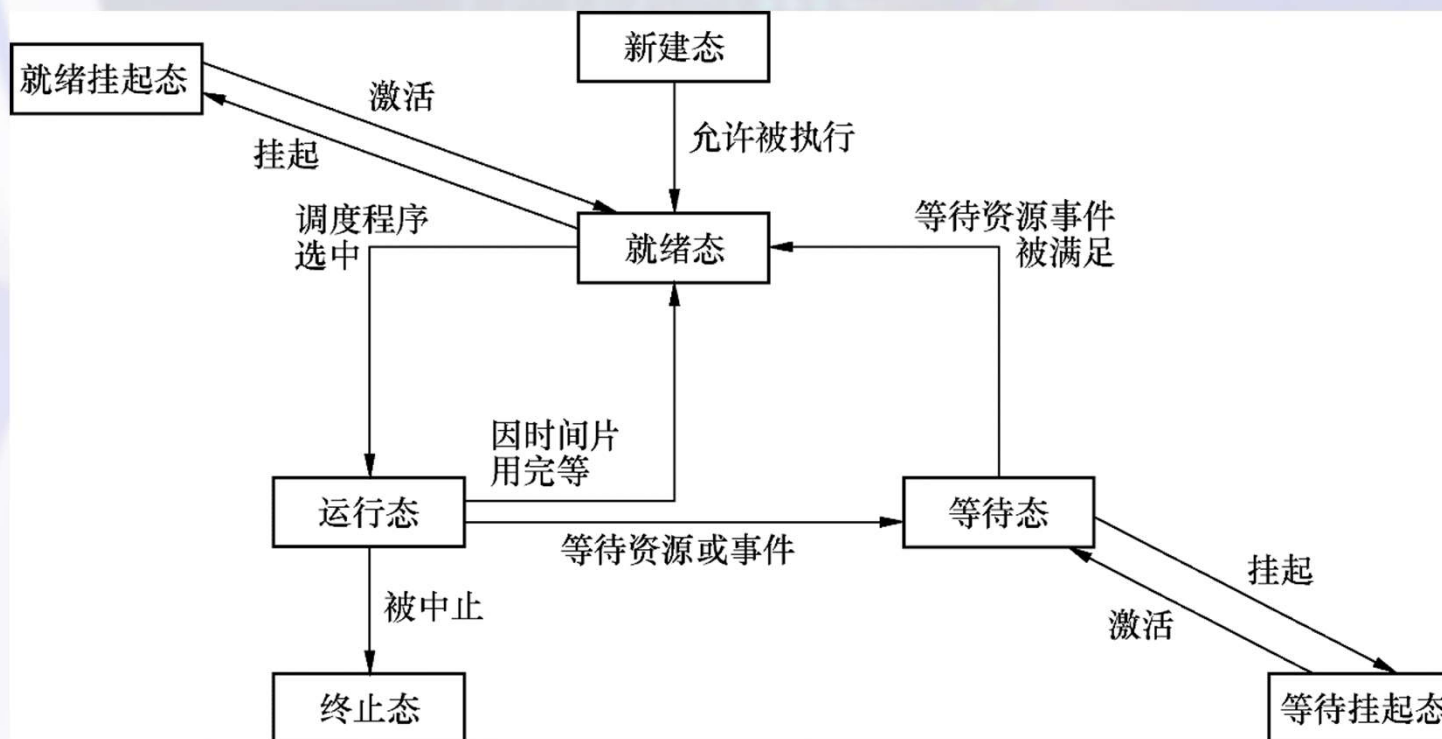 新建态
就绪挂起态
激活
允许被执行
挂起
调度程序
选中
就绪态
等待资源事件
被满足
因时间片
用完等
运行态
等待态
等待资源或事件
挂起
被中止
激活
终止态
等待挂起态